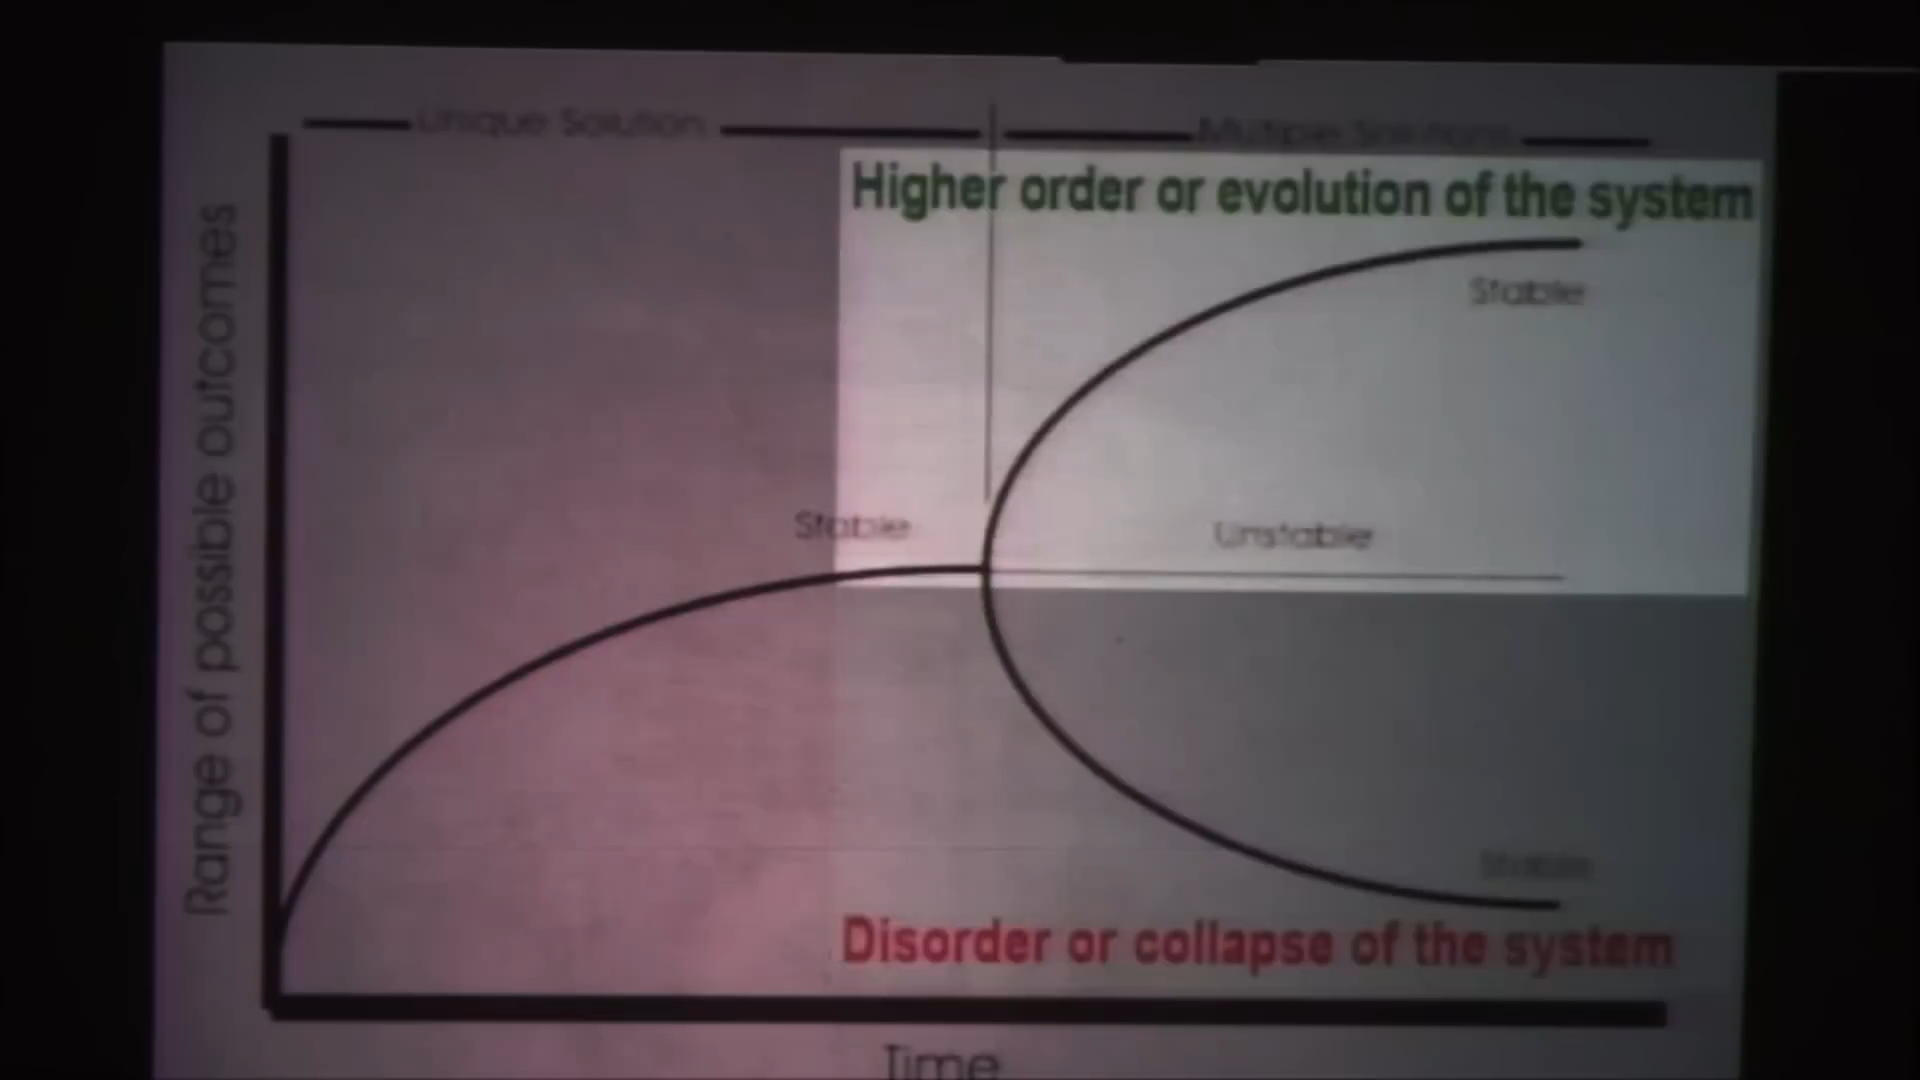 Unique Solution
Multiple Solutions
Higher order or evolution of the system
Stable
Stable
Unstable
Range of possible outcomes
Stable
Disorder or collapse of the system
Time